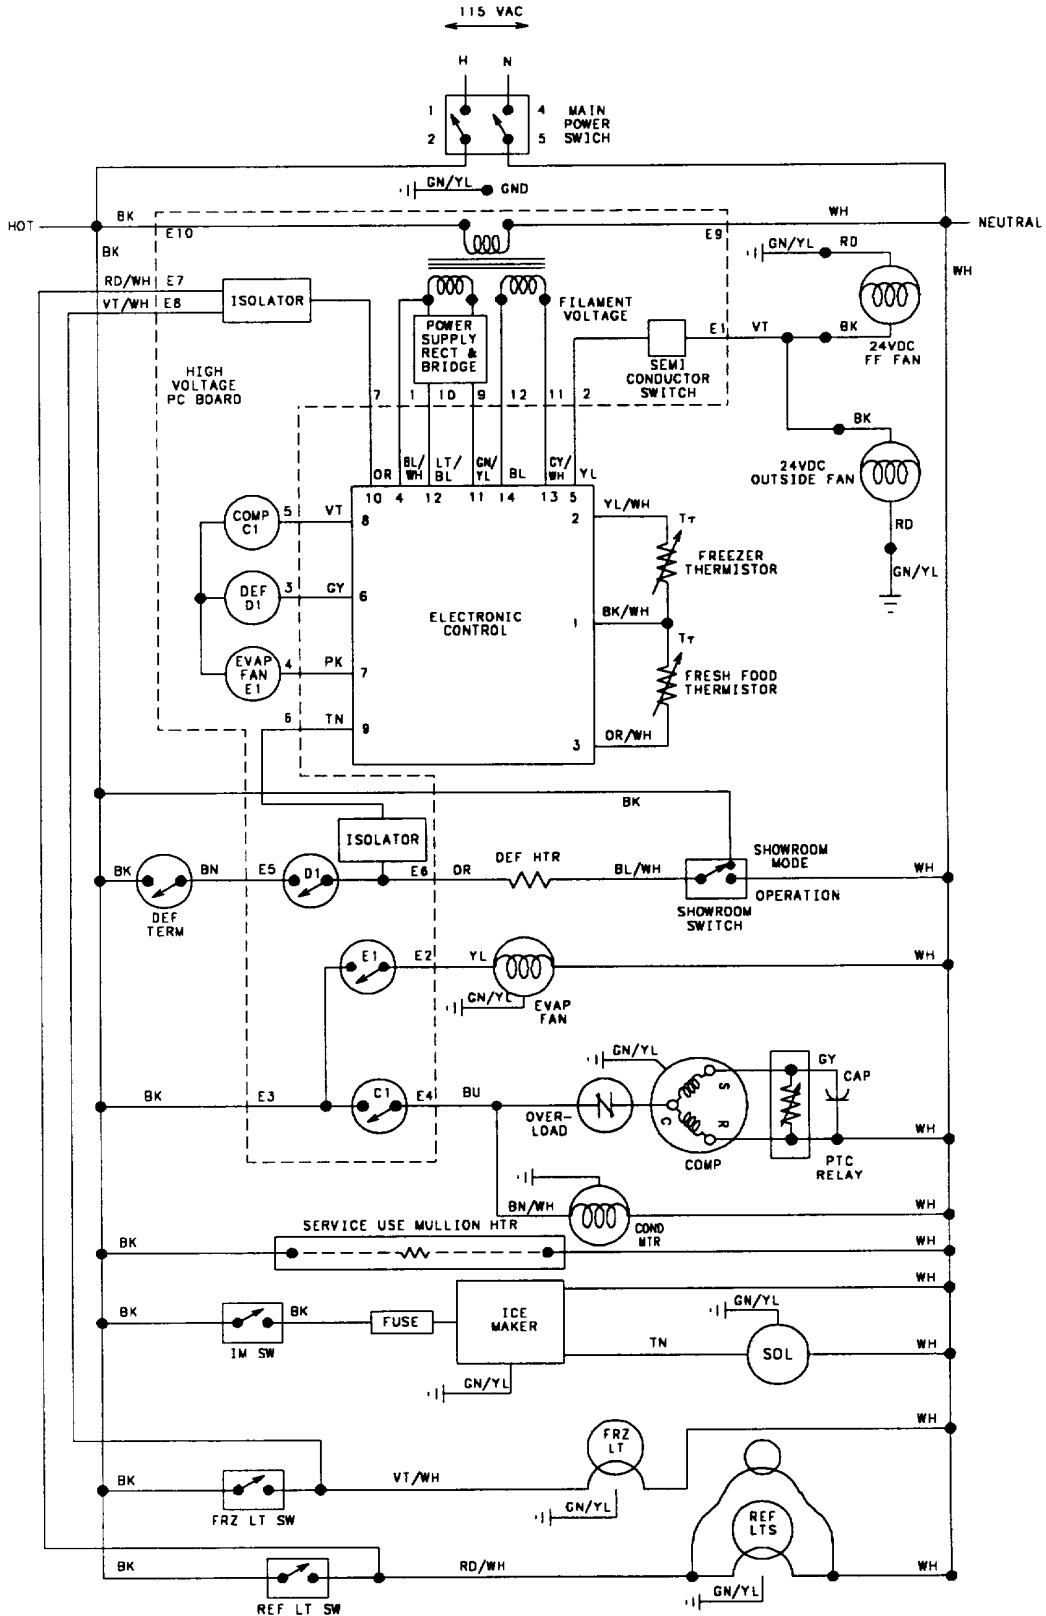 115 VAC
H N
1 4 MAIN
POWER
2 5 SWICH
GN/YL GND
HOT BK WH NEUTRAL
E10 E9
BK GN/YL RD WH
RD/WH E7
VT/WH E8 ISOLATOR
FILAMENT
VOLTAGE
POWER
SUPPLY
RECT &
BRIDGE
E1 VT BK
24VDC
FF FAN
SEMI
CONDUCTOR
SWITCH
HIGH
VOLTAGE
PC BOARD
7 1 10 9 12 11 2
BK
24VDC
OUTSIDE FAN
OR BL/WH LT/BL GN/YL BL GY/WH YL
10 4 12 11 14 13 5
RD
GN/YL
COMP
C1
5 VT 8
2 YL/WH TT
FREEZER
THERMISTOR
DEF
D1
3 GY 6
ELECTRONIC
CONTROL
1 BK/WH
TT
EVAP
FAN
E1
4 PK 7
FRESH FOOD
THERMISTOR
6 TN 9
3 OR/WH
BK
ISOLATOR
SHOWROOM
MODE
BK BN E5 D1 E6 OR DEF HTR BL/WH WH
OPERATION
DEF
TERM
SHOWROOM
SWITCH
E1 E2 YL WH
GN/YL EVAP
FAN
GN/YL GY
CAP
S
R
C
BK E3 C1 E4 BU
OVER-
LOAD
COMP
PTC
RELAY
WH
BN/WH WH
COND
MTR
SERVICE USE MULLION HTR
BK WH
WH
BK BK FUSE ICE
MAKER
GN/YL
IM SW
TN SOL WH
GN/YL
WH
FRZ
LT
BK VT/WH
FRZ LT SW
GN/YL
REF
LTS
BK RD/WH WH
GN/YL
REF LT SW